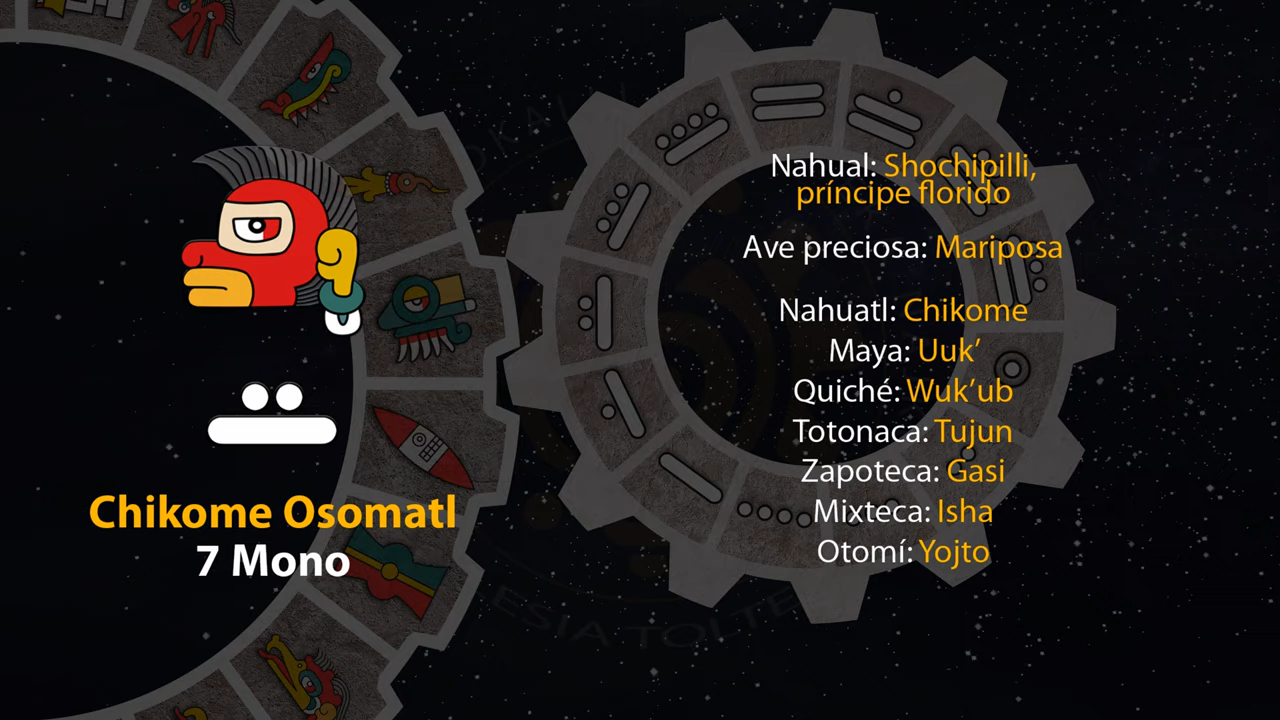 Chikome Osomatl
7 Mono
Nahual: Shochipilli,
príncipe florido
Ave preciosa: Mariposa
Nahuatl: Chikome
Maya: Uuk’
Quiché: Wuk’ub
Totonaca: Tujun
Zapoteca: Gasi
Mixteca: Isha
Otomí: Yojto